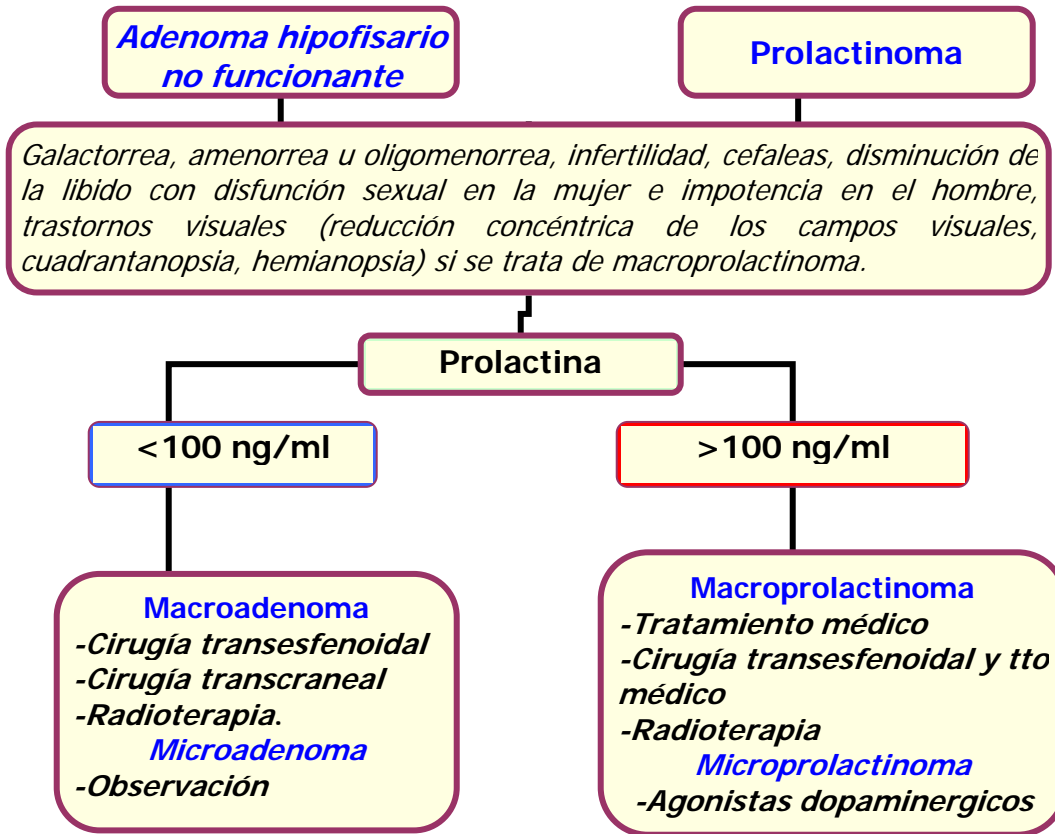 Adenoma hipofisario
no funcionante
Prolactinoma
Galactorrea, amenorrea u oligomenorrea, infertilidad, cefaleas, disminución de
la libido con disfunción sexual en la mujer e impotencia en el hombre,
trastornos visuales (reducción concéntrica de los campos visuales,
cuadrantanopsia, hemianopsia) si se trata de macroprolactinoma.
Prolactina
<100 ng/ml
>100 ng/ml
Macroadenoma
-Cirugía transesfenoidal
-Cirugía transcraneal
-Radioterapia.
Microadenoma
-Observación
Macroprolactinoma
-Tratamiento médico
-Cirugía transesfenoidal y tto
médico
-Radioterapia
Microprolactinoma
-Agonistas dopaminergicos